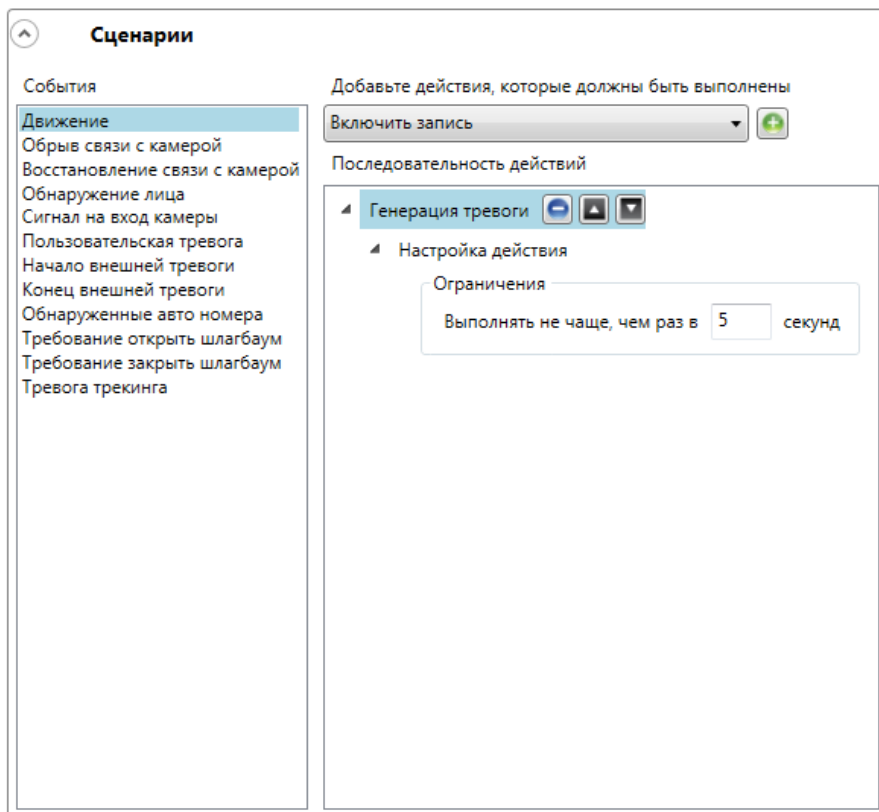 Сценарии
События
Движение
Обрыв связи с камерой
Восстановление связи с камерой
Обнаружение лица
Сигнал на вход камеры
Пользовательская тревога
Начало внешней тревоги
Конец внешней тревоги
Обнаруженные авто номера
Требование открыть шлагбаум
Требование закрыть шлагбаум
Тревога трекинга
Добавьте действия, которые должны быть выполнены
Включить запись
Последовательность действий
Генерация тревоги
Настройка действия
Ограничения
Выполнять не чаще, чем раз в 5 секунд